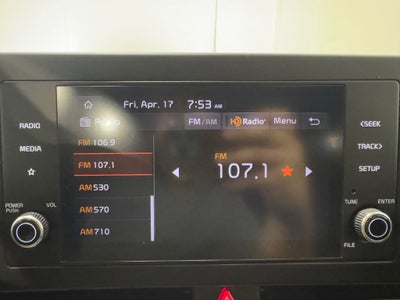 Fri, Apr. 17 7:53 AM
Radio FM/AM HD Radio Menu
FM 106.9
FM 107.1
AM 530
AM 570
AM 710
FM
107.1
RADIO
MEDIA
POWER
PUSH
VOL
<SEEK
TRACK>
SETUP
TUNE
ENTER
FILE